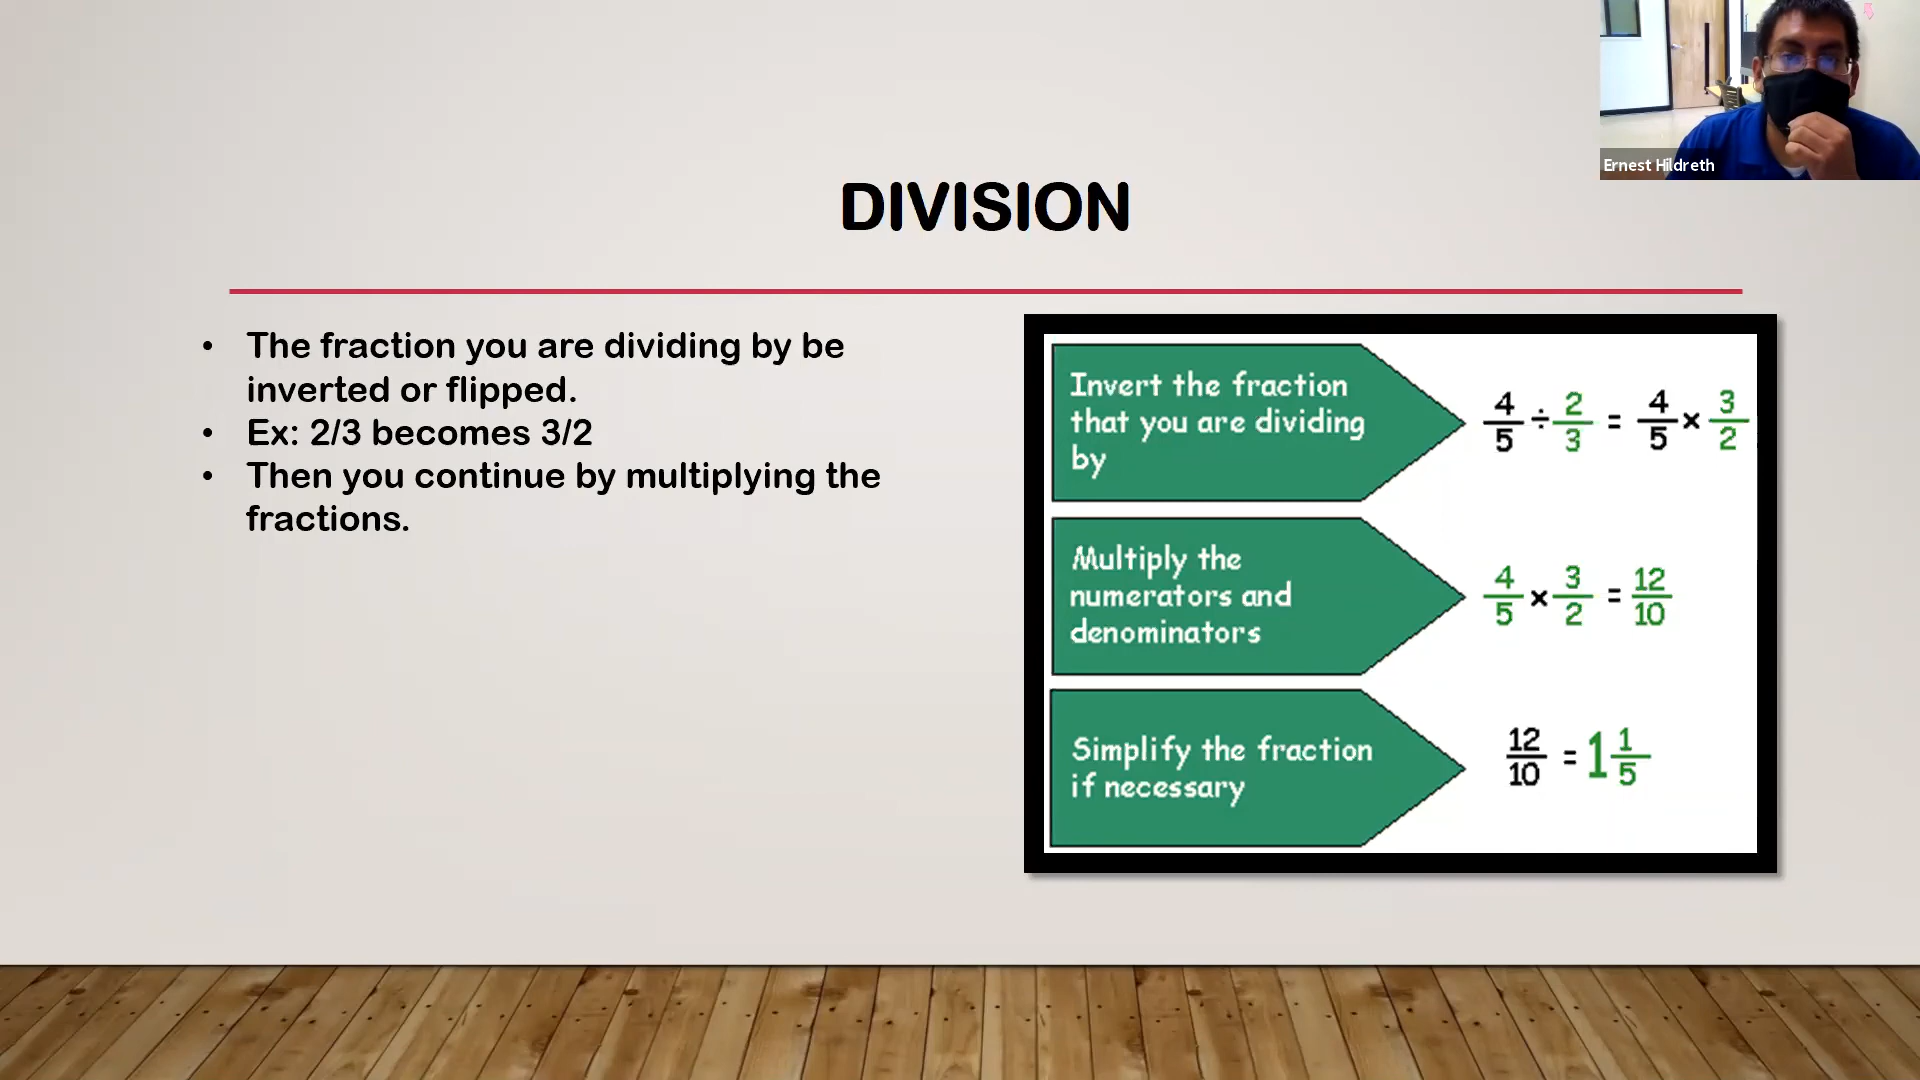 Ernest Hildreth
DIVISION
• The fraction you are dividing by be
inverted or flipped.
• Ex: 2/3 becomes 3/2
• Then you continue by multiplying the
fractions.
Invert the fraction
that you are dividing
by
4/5 ÷ 2/3 = 4/5 × 3/2
Multiply the
numerators and
denominators
4/5 × 3/2 = 12/10
Simplify the fraction
if necessary
12/10 = 1 1/5